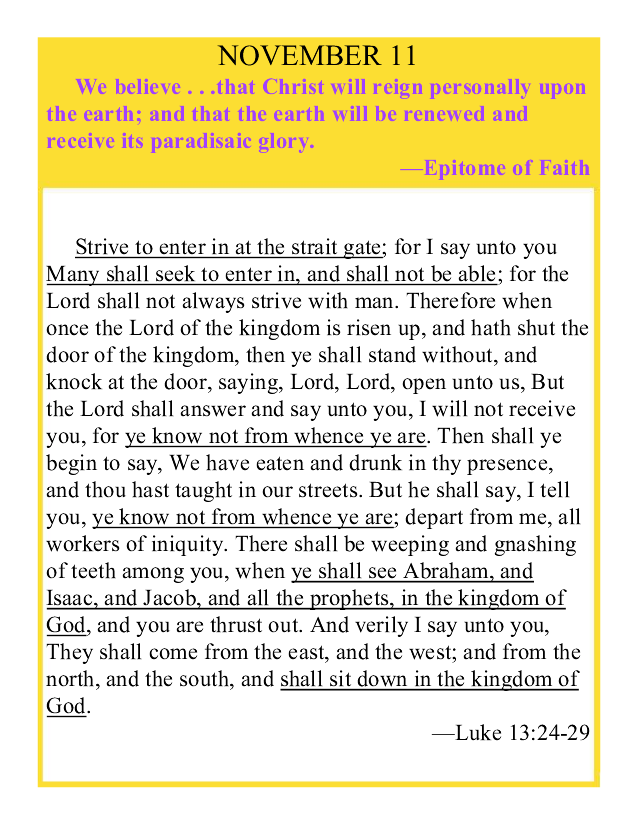 NOVEMBER 11
We believe . . .that Christ will reign personally upon
the earth; and that the earth will be renewed and
receive its paradisaic glory.
—Epitome of Faith
Strive to enter in at the strait gate; for I say unto you
Many shall seek to enter in, and shall not be able; for the
Lord shall not always strive with man. Therefore when
once the Lord of the kingdom is risen up, and hath shut the
door of the kingdom, then ye shall stand without, and
knock at the door, saying, Lord, Lord, open unto us, But
the Lord shall answer and say unto you, I will not receive
you, for ye know not from whence ye are. Then shall ye
begin to say, We have eaten and drunk in thy presence,
and thou hast taught in our streets. But he shall say, I tell
you, ye know not from whence ye are; depart from me, all
workers of iniquity. There shall be weeping and gnashing
of teeth among you, when ye shall see Abraham, and
Isaac, and Jacob, and all the prophets, in the kingdom of
God, and you are thrust out. And verily I say unto you,
They shall come from the east, and the west; and from the
north, and the south, and shall sit down in the kingdom of
God.
—Luke 13:24-29